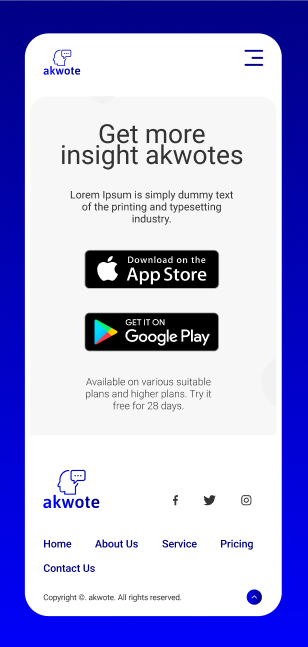 akwote
Get more
insight akwotes
Lorem Ipsum is simply dummy text
of the printing and typesetting
industry.
Download on the
App Store
GET IT ON
Google Play
Available on various suitable
plans and higher plans. Try it
free for 28 days.
akwote
Home About Us Service Pricing
Contact Us
Copyright ©. akwote. All rights reserved.